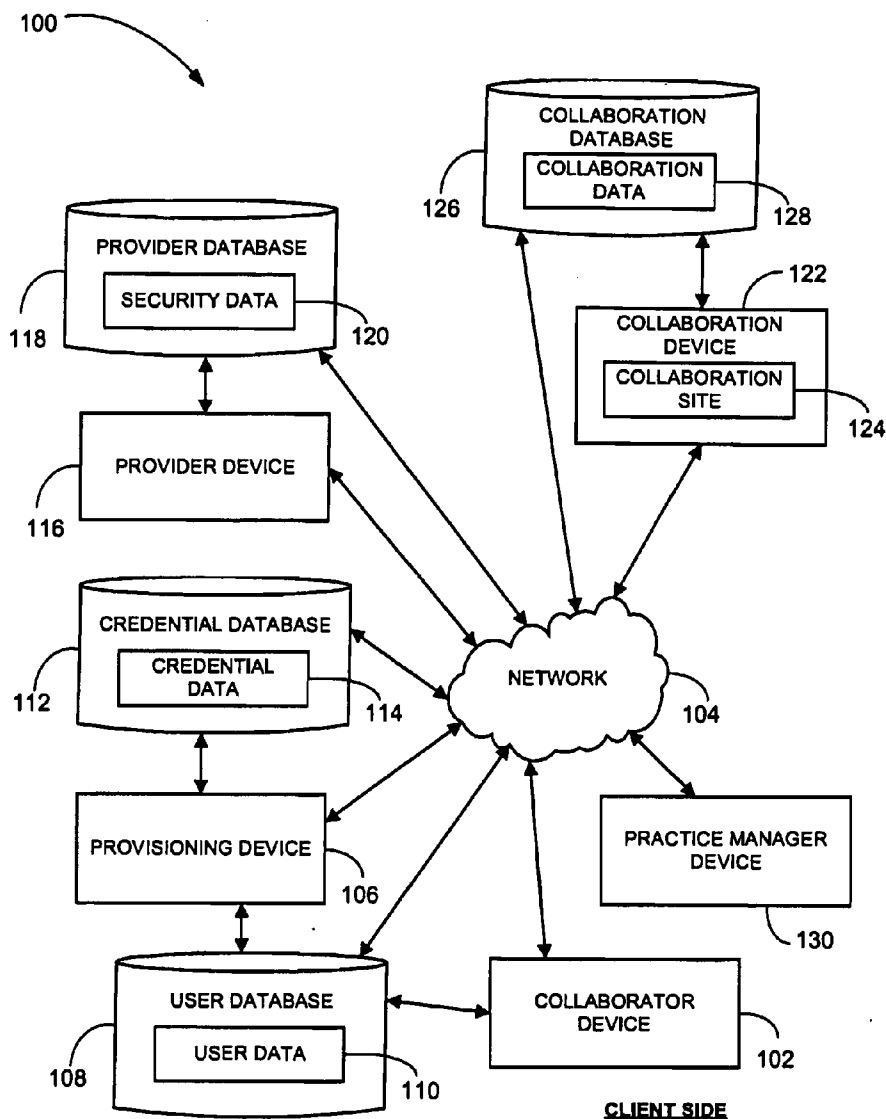 100
COLLABORATION
DATABASE
COLLABORATION
DATA
126
128
PROVIDER DATABASE
SECURITY DATA
118
120
122
COLLABORATION
DEVICE
COLLABORATION
SITE
124
PROVIDER DEVICE
116
CREDENTIAL DATABASE
CREDENTIAL
DATA
112
114
NETWORK
104
PROVISIONING DEVICE
106
PRACTICE MANAGER
DEVICE
130
USER DATABASE
USER DATA
108
110
COLLABORATOR
DEVICE
102
CLIENT SIDE